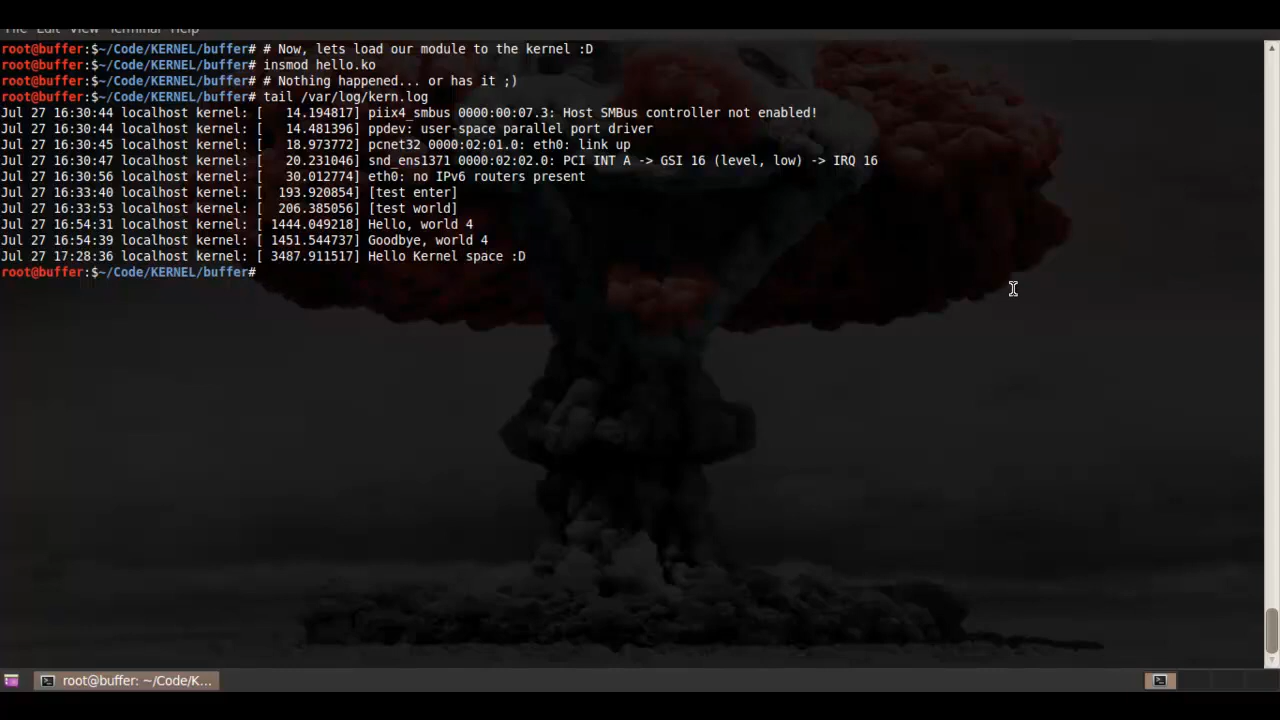 File Edit View Terminal Help
root@buffer:$~/Code/KERNEL/buffer# # Now, lets load our module to the kernel :D
root@buffer:$~/Code/KERNEL/buffer# insmod hello.ko
root@buffer:$~/Code/KERNEL/buffer# # Nothing happened... or has it ;)
root@buffer:$~/Code/KERNEL/buffer# tail /var/log/kern.log
Jul 27 16:30:44 localhost kernel: [   14.194817] piix4_smbus 0000:00:07.3: Host SMBus controller not enabled!
Jul 27 16:30:44 localhost kernel: [   14.481396] ppdev: user-space parallel port driver
Jul 27 16:30:45 localhost kernel: [   18.973772] pcnet32 0000:02:01.0: eth0: link up
Jul 27 16:30:47 localhost kernel: [   20.231046] snd_ens1371 0000:02:02.0: PCI INT A -> GSI 16 (level, low) -> IRQ 16
Jul 27 16:30:56 localhost kernel: [   30.012774] eth0: no IPv6 routers present
Jul 27 16:33:40 localhost kernel: [  193.920854] [test enter]
Jul 27 16:33:53 localhost kernel: [  206.385056] [test world]
Jul 27 16:54:31 localhost kernel: [ 1444.049218] Hello, world 4
Jul 27 16:54:39 localhost kernel: [ 1451.544737] Goodbye, world 4
Jul 27 17:28:36 localhost kernel: [ 3487.911517] Hello Kernel space :D
root@buffer:$~/Code/KERNEL/buffer#
root@buffer: ~/Code/K...